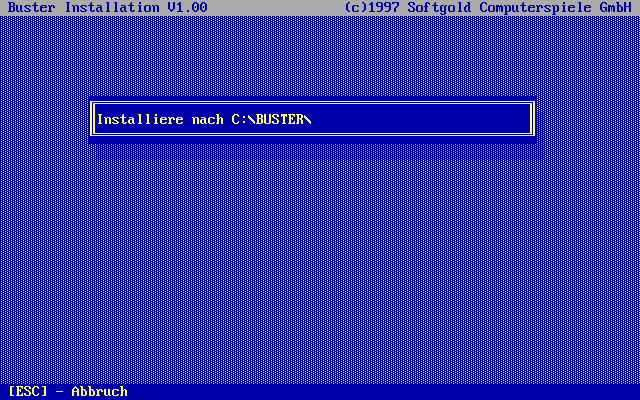 Buster Installation V1.00 (c)1997 Softgold Computerspiele GmbH
Installiere nach C:\BUSTER\
[ESC] - Abbruch